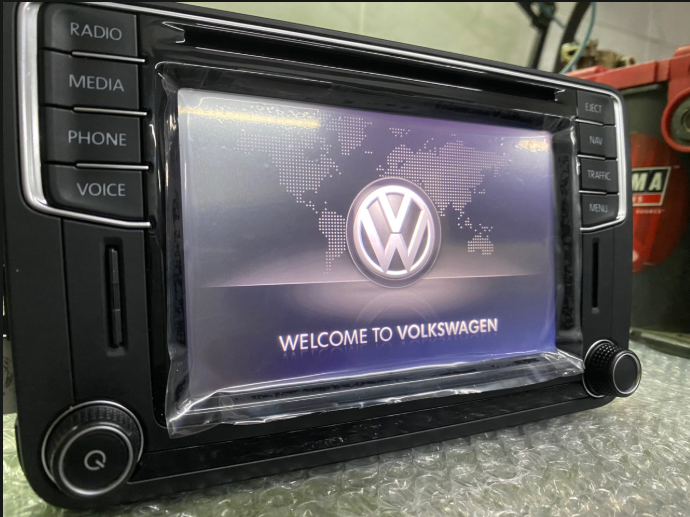 RADIO
MEDIA
PHONE
VOICE
EJECT
NAV
TRAFFIC
MENU
WELCOME TO VOLKSWAGEN